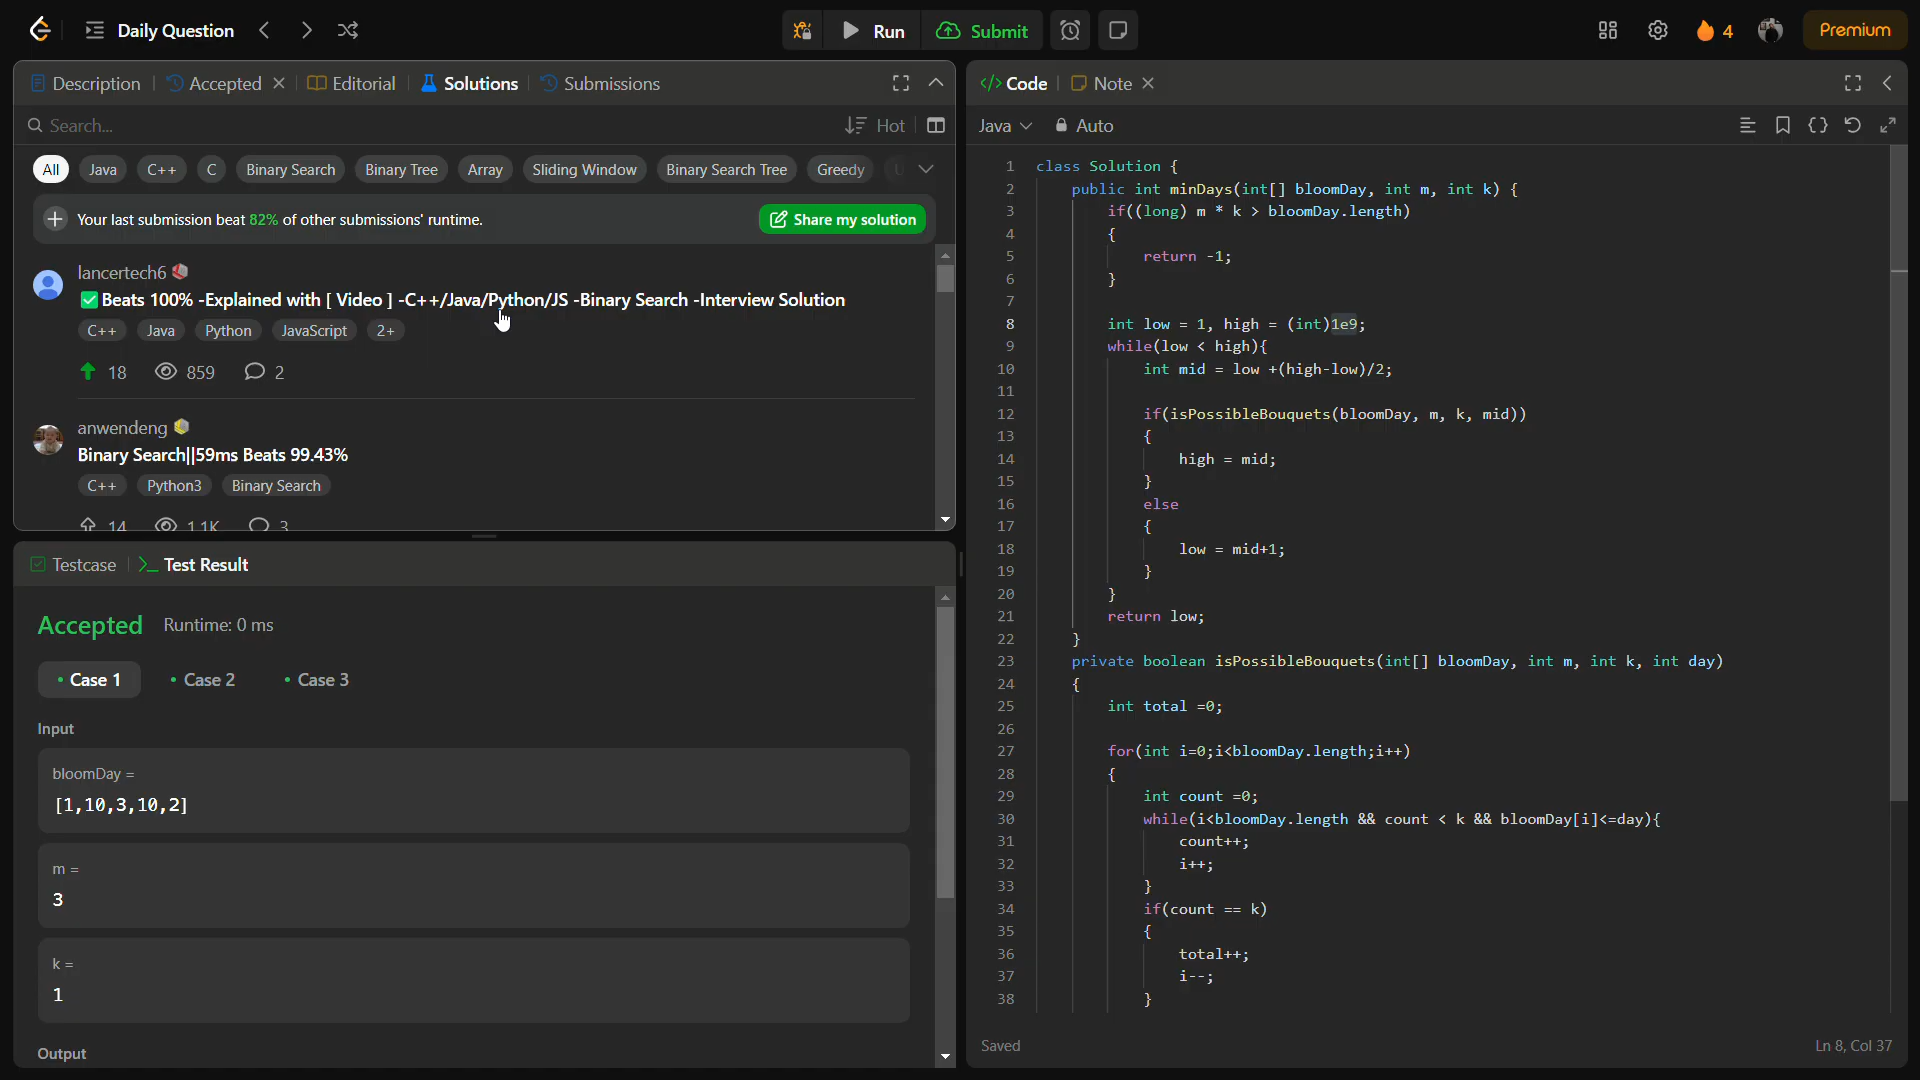 Daily Question
Run
Submit
4
Premium
Description
Accepted
Editorial
Solutions
Submissions
Search...
Hot
All
Java
C++
C
Binary Search
Binary Tree
Array
Sliding Window
Binary Search Tree
Greedy
Your last submission beat 82% of other submissions' runtime.
Share my solution
lancertech6
✅Beats 100% -Explained with [ Video ] -C++/Java/Python/JS -Binary Search -Interview Solution
C++
Java
Python
JavaScript
2+
18
859
2
anwendeng
Binary Search||59ms Beats 99.43%
C++
Python3
Binary Search
14
1.1K
3
Testcase
Test Result
Accepted
Runtime: 0 ms
Case 1
Case 2
Case 3
Input
bloomDay =
[1,10,3,10,2]
m =
3
k =
1
Output
</> Code
Note
Java
Auto
1 class Solution {
2 public int minDays(int[] bloomDay, int m, int k) {
3 if((long) m * k > bloomDay.length)
4 {
5 return -1;
6 }
7
8 int low = 1, high = (int)1e9;
9 while(low < high){
10 int mid = low +(high-low)/2;
11
12 if(isPossibleBouquets(bloomDay, m, k, mid))
13 {
14 high = mid;
15 }
16 else
17 {
18 low = mid+1;
19 }
20 }
21 return low;
22 }
23 private boolean isPossibleBouquets(int[] bloomDay, int m, int k, int day)
24 {
25 int total =0;
26
27 for(int i=0;i<bloomDay.length;i++)
28 {
29 int count =0;
30 while(i<bloomDay.length && count < k && bloomDay[i]<=day){
31 count++;
32 i++;
33 }
34 if(count == k)
35 {
36 total++;
37 i--;
38 }
Saved
Ln 8, Col 37